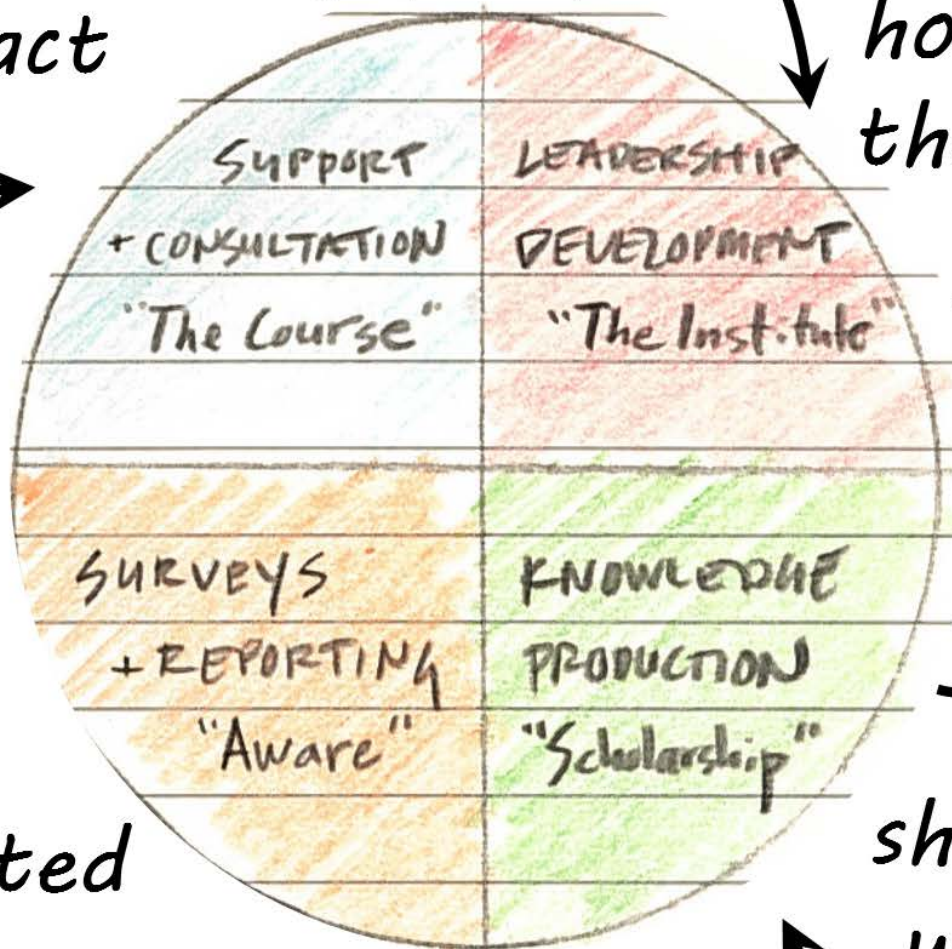 act
SUPPORT
+ CONSULTATION
"The Course"
LEADERSHIP
DEVELOPMENT
"The Institute"
ho
th
SURVEYS
+ REPORTING
"Aware"
KNOWLEDGE
PRODUCTION
"Scholarship"
ted
sh